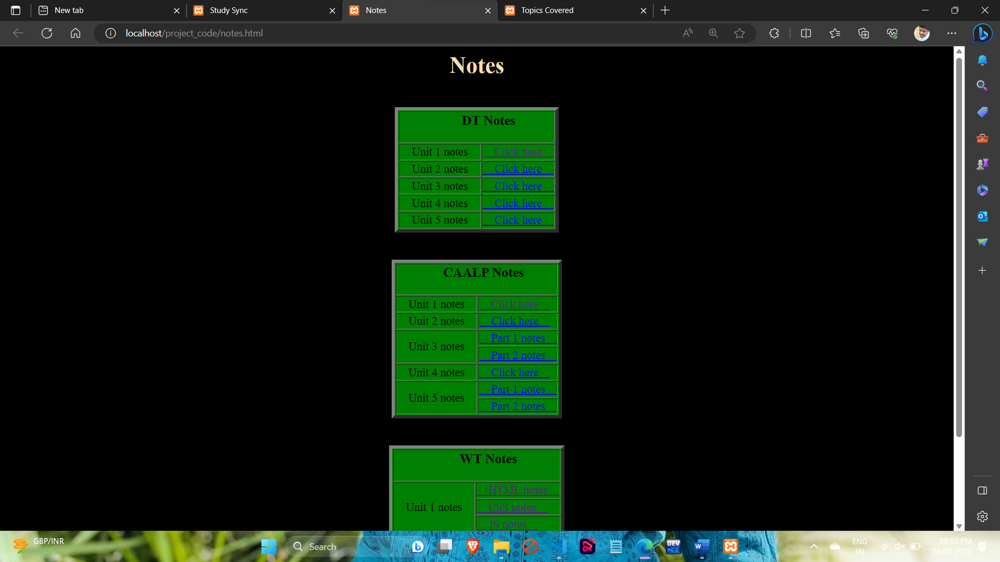 New tab
Study Sync
Notes
Topics Covered
localhost/project_code/notes.html
Notes
DT Notes
Unit 1 notes Click here
Unit 2 notes Click here
Unit 3 notes Click here
Unit 4 notes Click here
Unit 5 notes Click here
CAALP Notes
Unit 1 notes Click here
Unit 2 notes Click here
Unit 3 notes Part 1 notes
Part 2 notes
Unit 4 notes Click here
Unit 5 notes Part 1 notes
Part 2 notes
WT Notes
Unit 1 notes HTML notes
CSS notes
JS notes
GBP/INR
Search
DEV
C++
ENG
IN
08:10 PM
04-08-2023